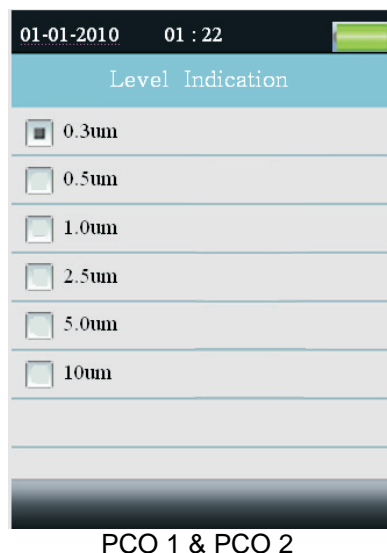 01-01-2010 01 : 22
Level Indication
0.3um
0.5um
1.0um
2.5um
5.0um
10um
PCO 1 & PCO 2